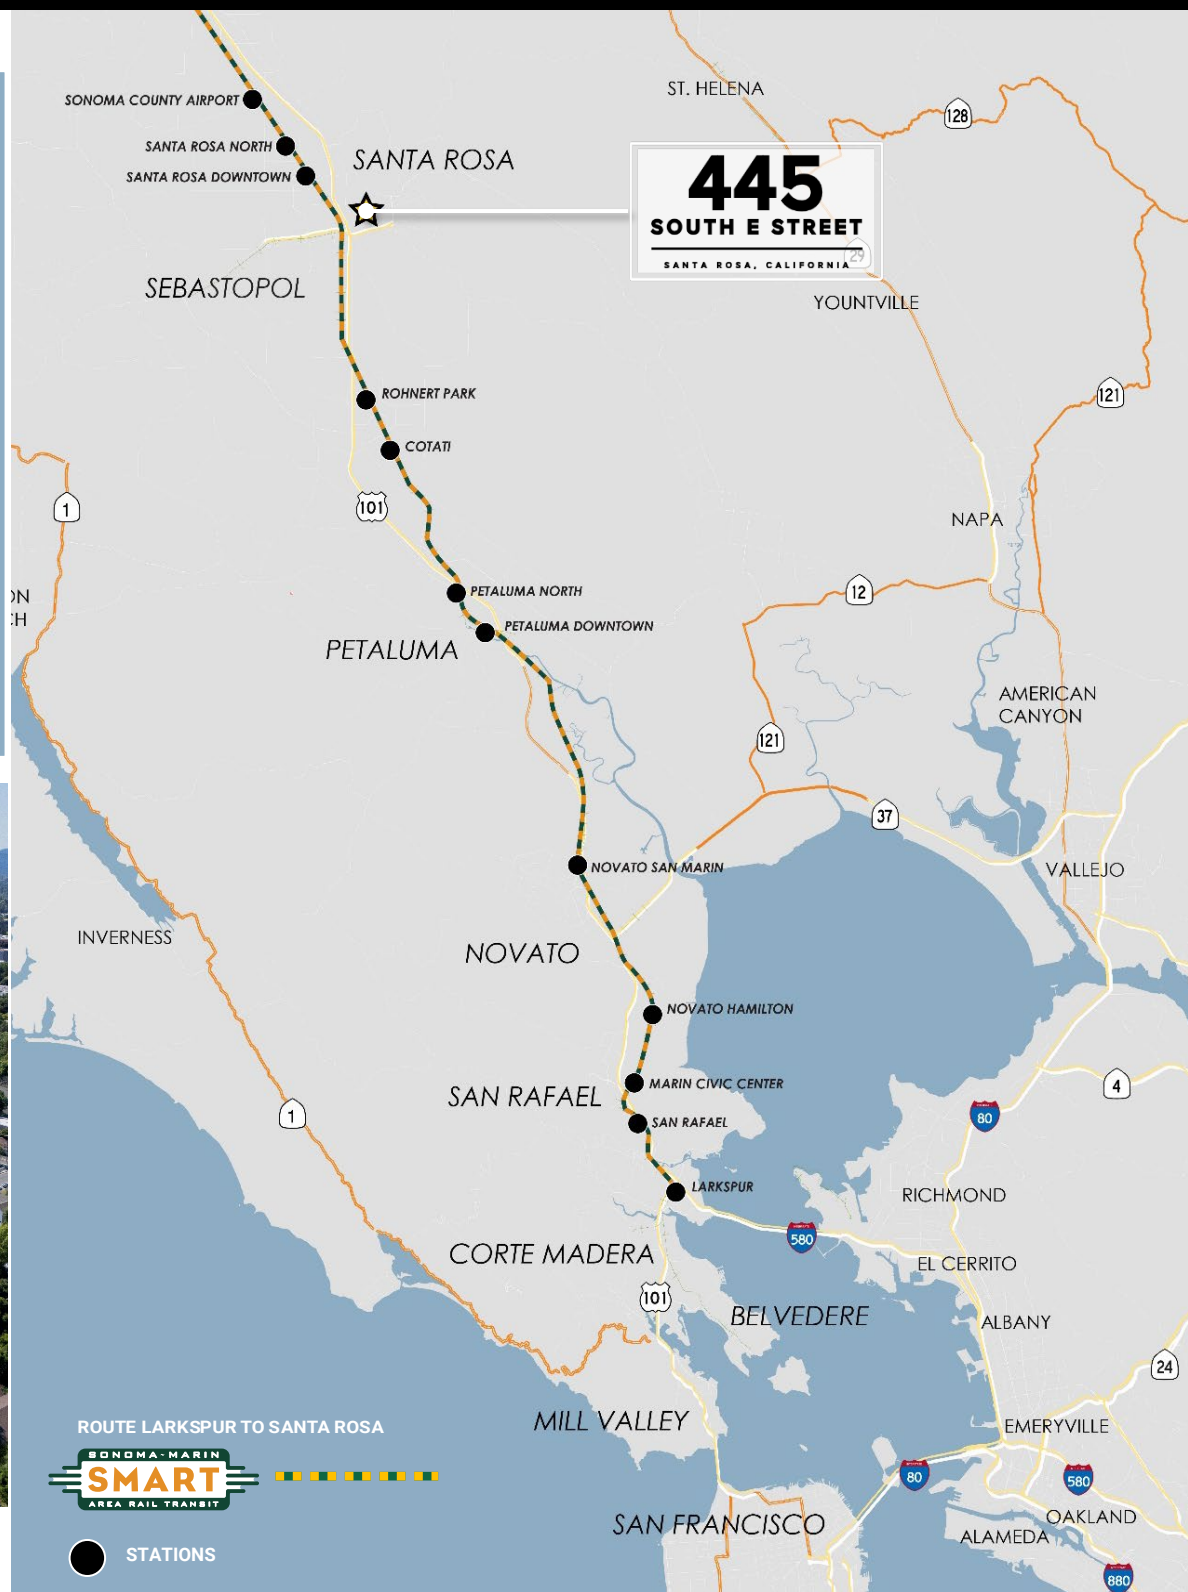 ST. HELENA
SONOMA COUNTY AIRPORT
128
SANTA ROSA NORTH
SANTA ROSA
SANTA ROSA DOWNTOWN
445
SOUTH E STREET
SANTA ROSA, CALIFORNIA
29
SEBASTOPOL
YOUNTVILLE
ROHNERT PARK
121
COTATI
1
101
NAPA
PETALUMA NORTH
12
PETALUMA DOWNTOWN
PETALUMA
AMERICAN
CANYON
121
37
NOVATO SAN MARIN
VALLEJO
INVERNESS
NOVATO
NOVATO HAMILTON
MARIN CIVIC CENTER
4
SAN RAFAEL
1
80
SAN RAFAEL
LARKSPUR
RICHMOND
580
CORTE MADERA
EL CERRITO
101
BELVEDERE
ALBANY
24
MILL VALLEY
ROUTE LARKSPUR TO SANTA ROSA
EMERYVILLE
SONOMA-MARIN
SMART
AREA RAIL TRANSIT
80
580
SAN FRANCISCO
OAKLAND
ALAMEDA
STATIONS
880